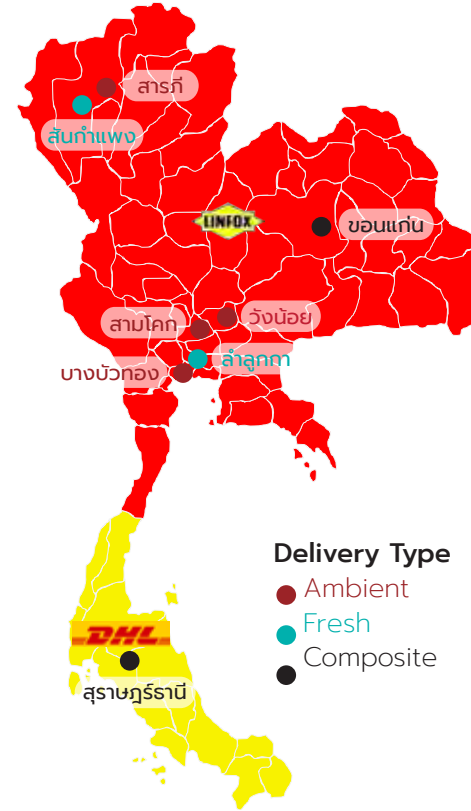 สารภี
สันกำแพง
LINFOX
ขอนแก่น
วังน้อย
สามโคก
ลำลูกกา
บางบัวทอง
Delivery Type
Ambient
Fresh
Composite
DHL
สุราษฎร์ธานี